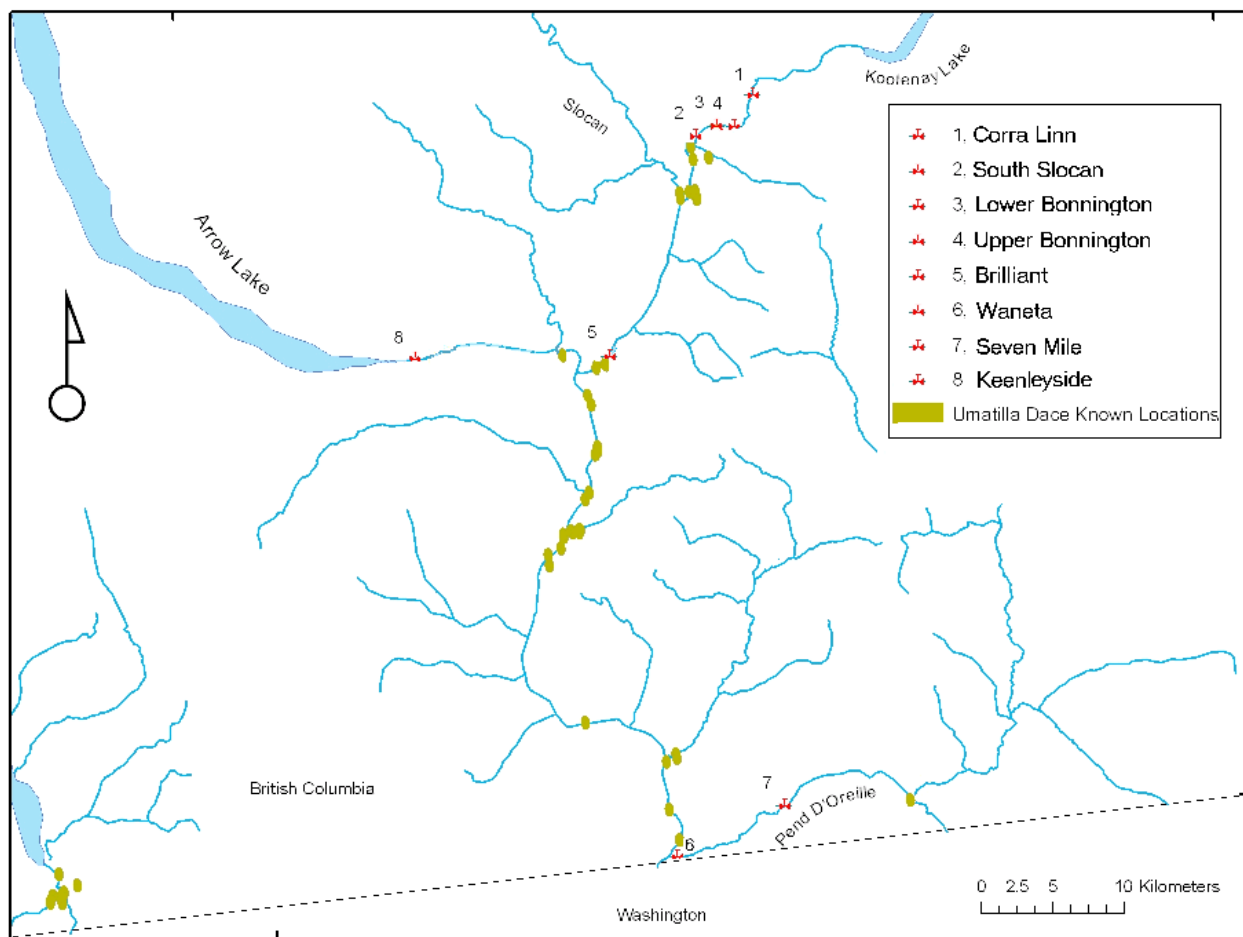 Kootenay Lake
1
3
4
2
Slocan
Arrow Lake
8
5
1, Corra Linn
2, South Slocan
3, Lower Bonnington
4, Upper Bonnington
5, Brilliant
6, Waneta
7, Seven Mile
8 Keenleyside
Umatilla Dace Known Locations
British Columbia
7
Pend D'Oreille
6
Washington
0 2.5 5 10 Kilometers